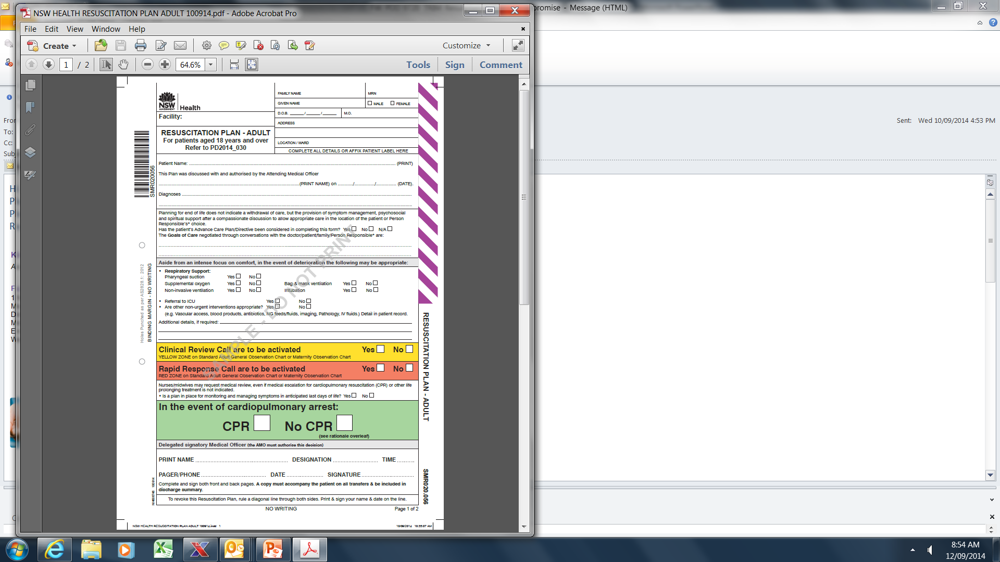 NSW HEALTH RESUSCITATION PLAN ADULT 100914.pdf - Adobe Acrobat Pro
promise - Message (HTML)
File Edit View Window Help
Create
Customize
1 / 2
64.6%
Tools Sign Comment
NSW GOVERNMENT
Health
Facility:
RESUSCITATION PLAN - ADULT
For patients aged 18 years and over
Refer to PD2014_030
FAMILY NAME
MRN
GIVEN NAME
MALE FEMALE
D.O.B. ______ / ______ / ______
M.O.
ADDRESS
LOCATION / WARD
COMPLETE ALL DETAILS OR AFFIX PATIENT LABEL HERE
SMR020056
Holes Punched as per AS2828.1: 2012
BINDING MARGIN - NO WRITING
Patient Name: (PRINT)
This Plan was discussed with and authorised by the Attending Medical Officer
(PRINT NAME) on ............/................/................ (DATE).
Diagnoses
Planning for end of life does not indicate a withdrawal of care, but the provision of symptom management, psychosocial
and spiritual support after a compassionate discussion to allow appropriate care in the location of the patient or Person
Responsible's* choice.
Has the patient's Advance Care Plan/Directive been considered in completing this form? Yes No N/A
The Goals of Care negotiated through conversations with the doctor/patient/family/Person Responsible* are:
Aside from an intense focus on comfort, in the event of deterioration the following may be appropriate:
• Respiratory Support:
Pharyngeal suction Yes No
Supplemental oxygen Yes No Bag & mask ventilation Yes No
Non-invasive ventilation Yes No Intubation Yes No
• Referral to ICU Yes No
• Are other non-urgent interventions appropriate? Yes No
(e.g. Vascular access, blood products, antibiotics, NG feeds/fluids, imaging, Pathology, IV fluids.) Detail in patient record.
Additional details, if required:
SAMPLE - DO NOT PRINT
Clinical Review Call are to be activated Yes No
YELLOW ZONE on Standard Adult General Observation Chart or Maternity Observation Chart
Rapid Response Call are to be activated Yes No
RED ZONE on Standard Adult General Observation Chart or Maternity Observation Chart
Nurses/midwives may request medical review, even if medical escalation for cardiopulmonary resuscitation (CPR) or other life
prolonging treatment is not indicated.
• Is a plan in place for monitoring and managing symptoms in anticipated last days of life? Yes No
In the event of cardiopulmonary arrest:
CPR No CPR
(see rationale overleaf)
Delegated signatory Medical Officer (the AMO must authorise this decision)
PRINT NAME DESIGNATION TIME
PAGER/PHONE DATE SIGNATURE
Complete and sign both front and back pages. A copy must accompany the patient on all transfers & be included in
discharge summary.
To revoke this Resuscitation Plan, rule a diagonal line through both sides. Print & sign your name & date on the line.
NO WRITING
Page 1 of 2
RESUSCITATION PLAN - ADULT
SMR020.056
NSW HEALTH RESUSCITATION PLAN ADULT 100914.indd 1
10/09/2014 10:35:07 AM
To:
Cc:
Sent: Wed 10/09/2014 4:53 PM
8:54 AM
12/09/2014